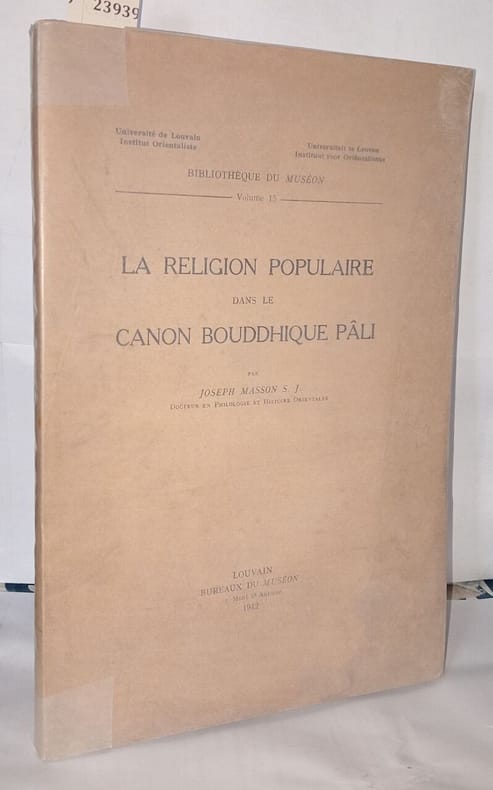 23939
Université de Louvain
Institut Orientaliste
Universiteit te Leuven
Instituut voor Oriëntalisme
BIBLIOTHÈQUE DU MUSÉON
Volume 15
LA RELIGION POPULAIRE
DANS LE
CANON BOUDDHIQUE PÂLI
PAR
JOSEPH MASSON S. J.
DOCTEUR EN PHILOLOGIE ET HISTOIRE ORIENTALES
LOUVAIN
BUREAUX DU MUSÉON
1942